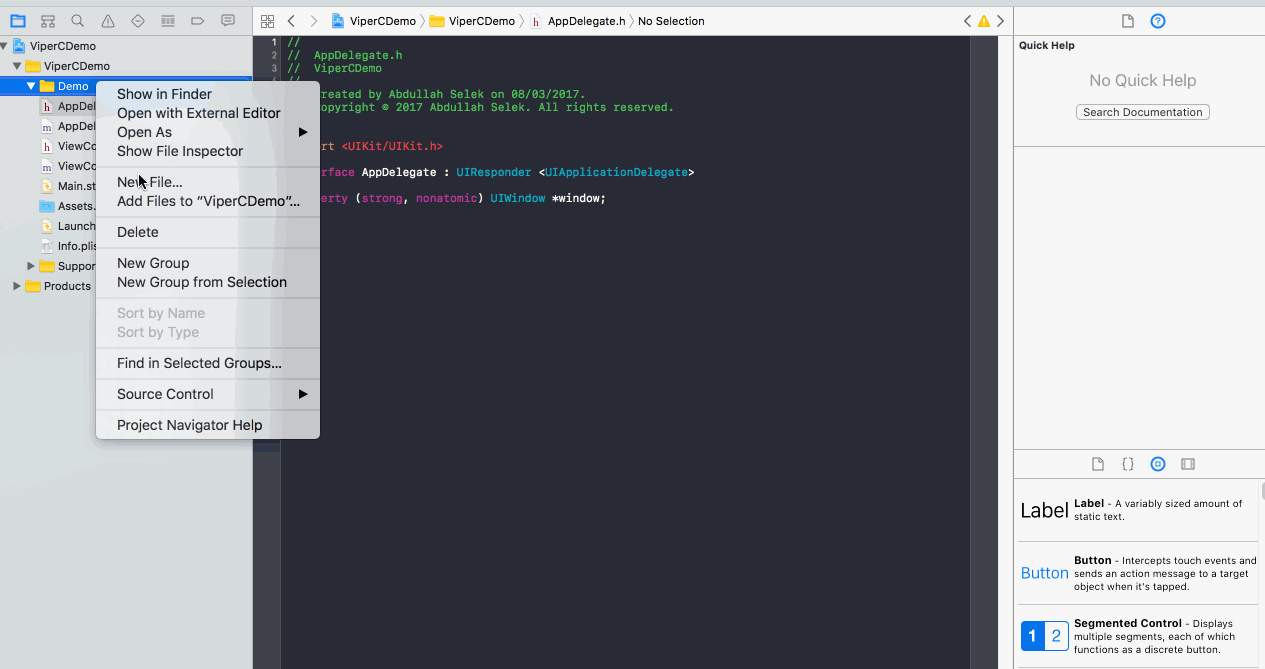 ViperCDemo ViperCDemo AppDelegate.h No Selection
ViperCDemo
ViperCDemo
Demo
AppDel
AppDel
ViewCo
ViewCo
Main.st
Assets.
Launch
Info.plis
Suppor
Products
Show in Finder
Open with External Editor
Open As
Show File Inspector
New File...
Add Files to “ViperCDemo”...
Delete
New Group
New Group from Selection
Sort by Name
Sort by Type
Find in Selected Groups...
Source Control
Project Navigator Help
1 //
2 // AppDelegate.h
3 // ViperCDemo
reated by Abdullah Selek on 08/03/2017.
opyright © 2017 Abdullah Selek. All rights reserved.
rt <UIKit/UIKit.h>
rface AppDelegate : UIResponder <UIApplicationDelegate>
erty (strong, nonatomic) UIWindow *window;
Quick Help
No Quick Help
Search Documentation
{}
Label
Label - A variably sized amount of
static text.
Button
Button - Intercepts touch events and
sends an action message to a target
object when it's tapped.
1 2
Segmented Control - Displays
multiple segments, each of which
functions as a discrete button.